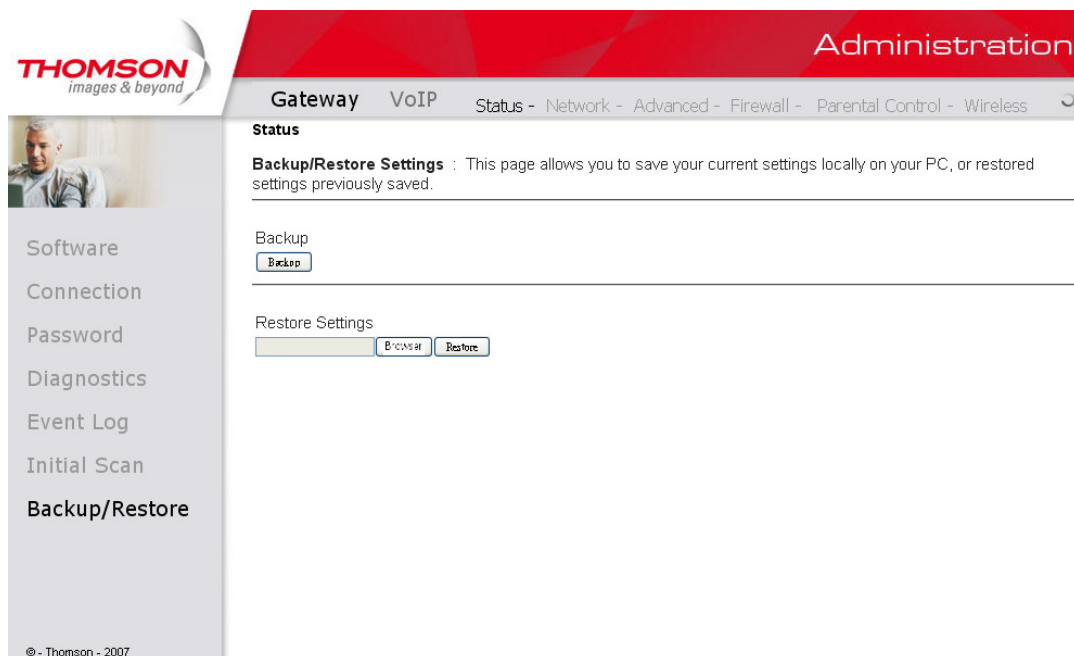 THOMSON
images & beyond
Administration
Gateway VoIP Status - Network - Advanced - Firewall - Parental Control - Wireless
Status
Backup/Restore Settings : This page allows you to save your current settings locally on your PC, or restored
settings previously saved.
Backup
Backup
Restore Settings
Browser Restore
Software
Connection
Password
Diagnostics
Event Log
Initial Scan
Backup/Restore
© - Thomson - 2007